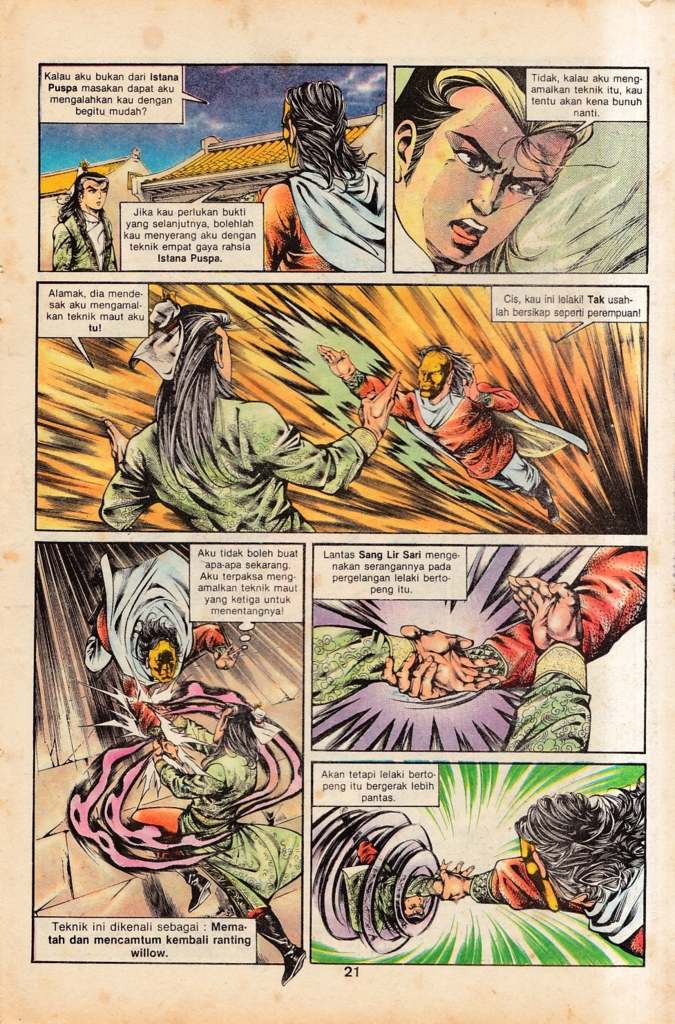 Kalau aku bukan dari Istana
Puspa masakan dapat aku
mengalahkan kau dengan
begitu mudah?
Jika kau perlukan bukti
yang selanjutnya, bolehlah
kau menyerang aku dengan
teknik empat gaya rahsia
Istana Puspa.
Tidak, kalau aku meng-
amalkan teknik itu, kau
tentu akan kena bunuh
nanti.
Alamak, dia mende-
sak aku mengamal-
kan teknik maut aku
tu!
Cis, kau ini lelaki! Tak usah-
lah bersikap seperti perempuan!
Aku tidak boleh buat
apa-apa sekarang.
Aku terpaksa meng-
amalkan teknik maut
yang ketiga untuk
menentangnya!
Teknik ini dikenali sebagai : Mema-
tah dan mencamtum kembali ranting
willow.
Lantas Sang Lir Sari menge-
nakan serangannya pada
pergelangan lelaki berto-
peng itu.
Akan tetapi lelaki berto-
peng itu bergerak lebih
pantas.
21